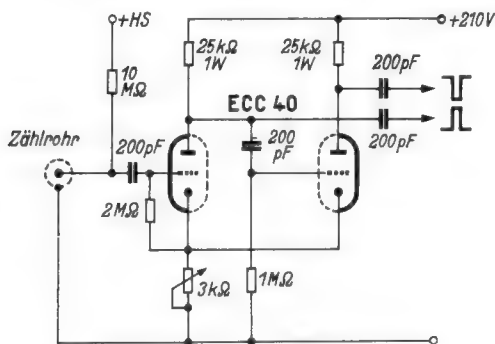 +HS
+210V
25kΩ
1W
25kΩ
1W
10
MΩ
200pF
ECC 40
200pF
Zählrohr
200pF
200
pF
2MΩ
3kΩ
1MΩ